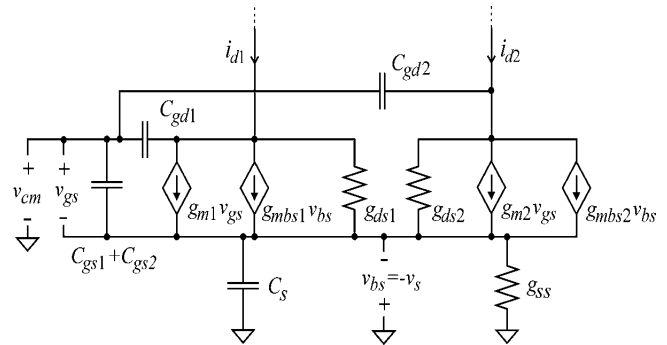 i_{d1}
i_{d2}
C_{gd2}
C_{gd1}
+ +
v_{cm} v_{gs}
- -
g_{m1}v_{gs} g_{mbs1}v_{bs} g_{ds1} g_{ds2} g_{m2}v_{gs} g_{mbs2}v_{bs}
C_{gs1}+C_{gs2}
-
C_s v_{bs}=-v_s g_{ss}
+